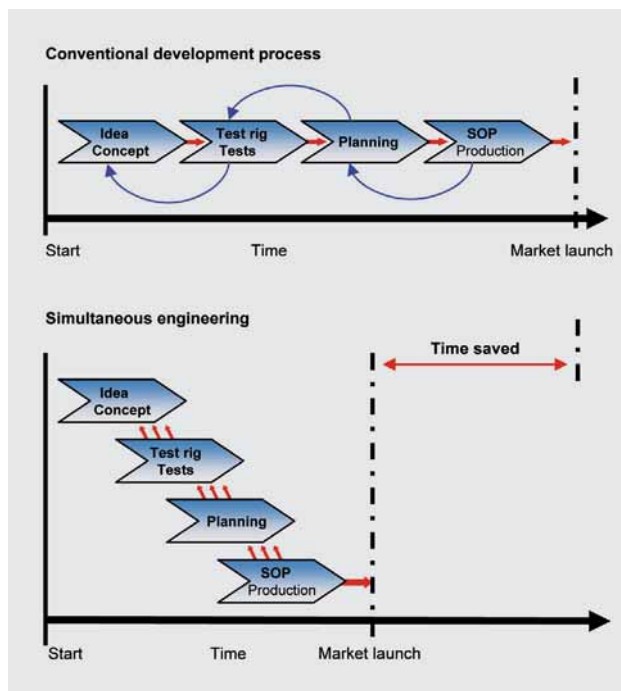 Conventional development process
Idea
Concept
Test rig
Tests
Planning
SOP
Production
Start
Time
Market launch
Simultaneous engineering
Time saved
Idea
Concept
Test rig
Tests
Planning
SOP
Production
Start
Time
Market launch